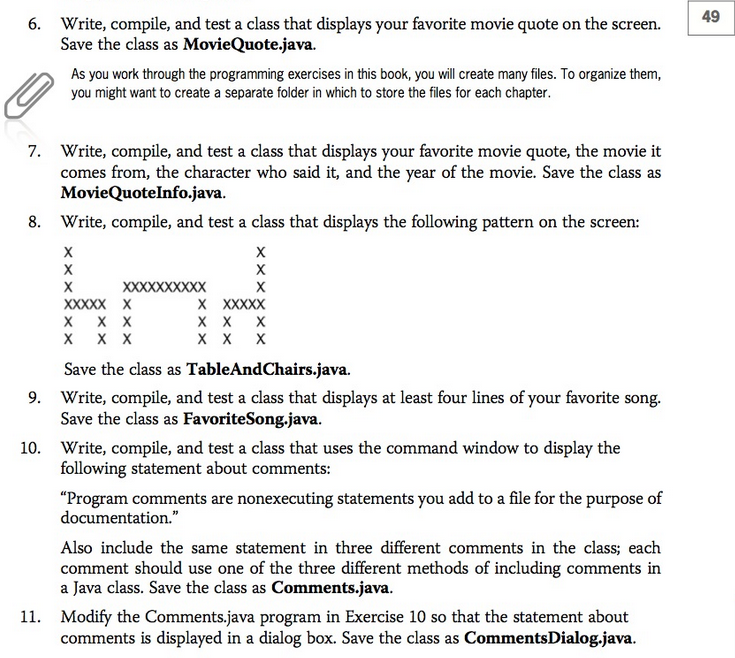 49
6. Write, compile, and test a class that displays your favorite movie quote on the screen.
Save the class as MovieQuote.java.
As you work through the programming exercises in this book, you will create many files. To organize them,
you might want to create a separate folder in which to store the files for each chapter.
7. Write, compile, and test a class that displays your favorite movie quote, the movie it
comes from, the character who said it, and the year of the movie. Save the class as
MovieQuoteInfo.java.
8. Write, compile, and test a class that displays the following pattern on the screen:
X                      X
X                      X
X      XXXXXXXXXX      X
XXXXX  X        X  XXXXX
X   X  X        X  X   X
X   X  X        X  X   X
Save the class as TableAndChairs.java.
9. Write, compile, and test a class that displays at least four lines of your favorite song.
Save the class as FavoriteSong.java.
10. Write, compile, and test a class that uses the command window to display the
following statement about comments:
“Program comments are nonexecuting statements you add to a file for the purpose of
documentation.”
Also include the same statement in three different comments in the class; each
comment should use one of the three different methods of including comments in
a Java class. Save the class as Comments.java.
11. Modify the Comments.java program in Exercise 10 so that the statement about
comments is displayed in a dialog box. Save the class as CommentsDialog.java.